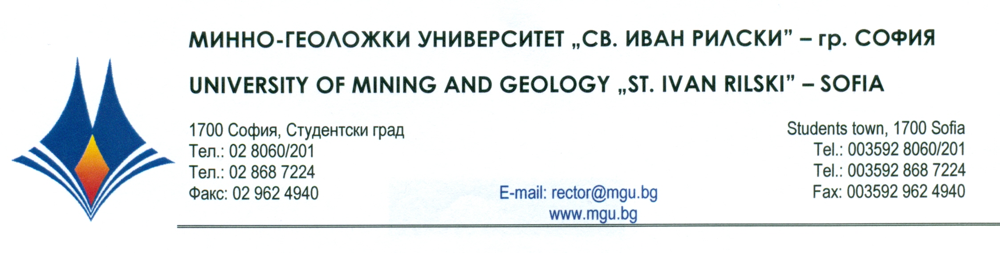 МИННО-ГЕОЛОЖКИ УНИВЕРСИТЕТ „СВ. ИВАН РИЛСКИ” – гр. СОФИЯ
UNIVERSITY OF MINING AND GEOLOGY „ST. IVAN RILSKI” – SOFIA
1700 София, Студентски град
Тел.: 02 8060/201
Тел.: 02 868 7224
Факс: 02 962 4940
E-mail: rector@mgu.bg
www.mgu.bg
Students town, 1700 Sofia
Tel.: 003592 8060/201
Tel.: 003592 868 7224
Fax: 003592 962 4940